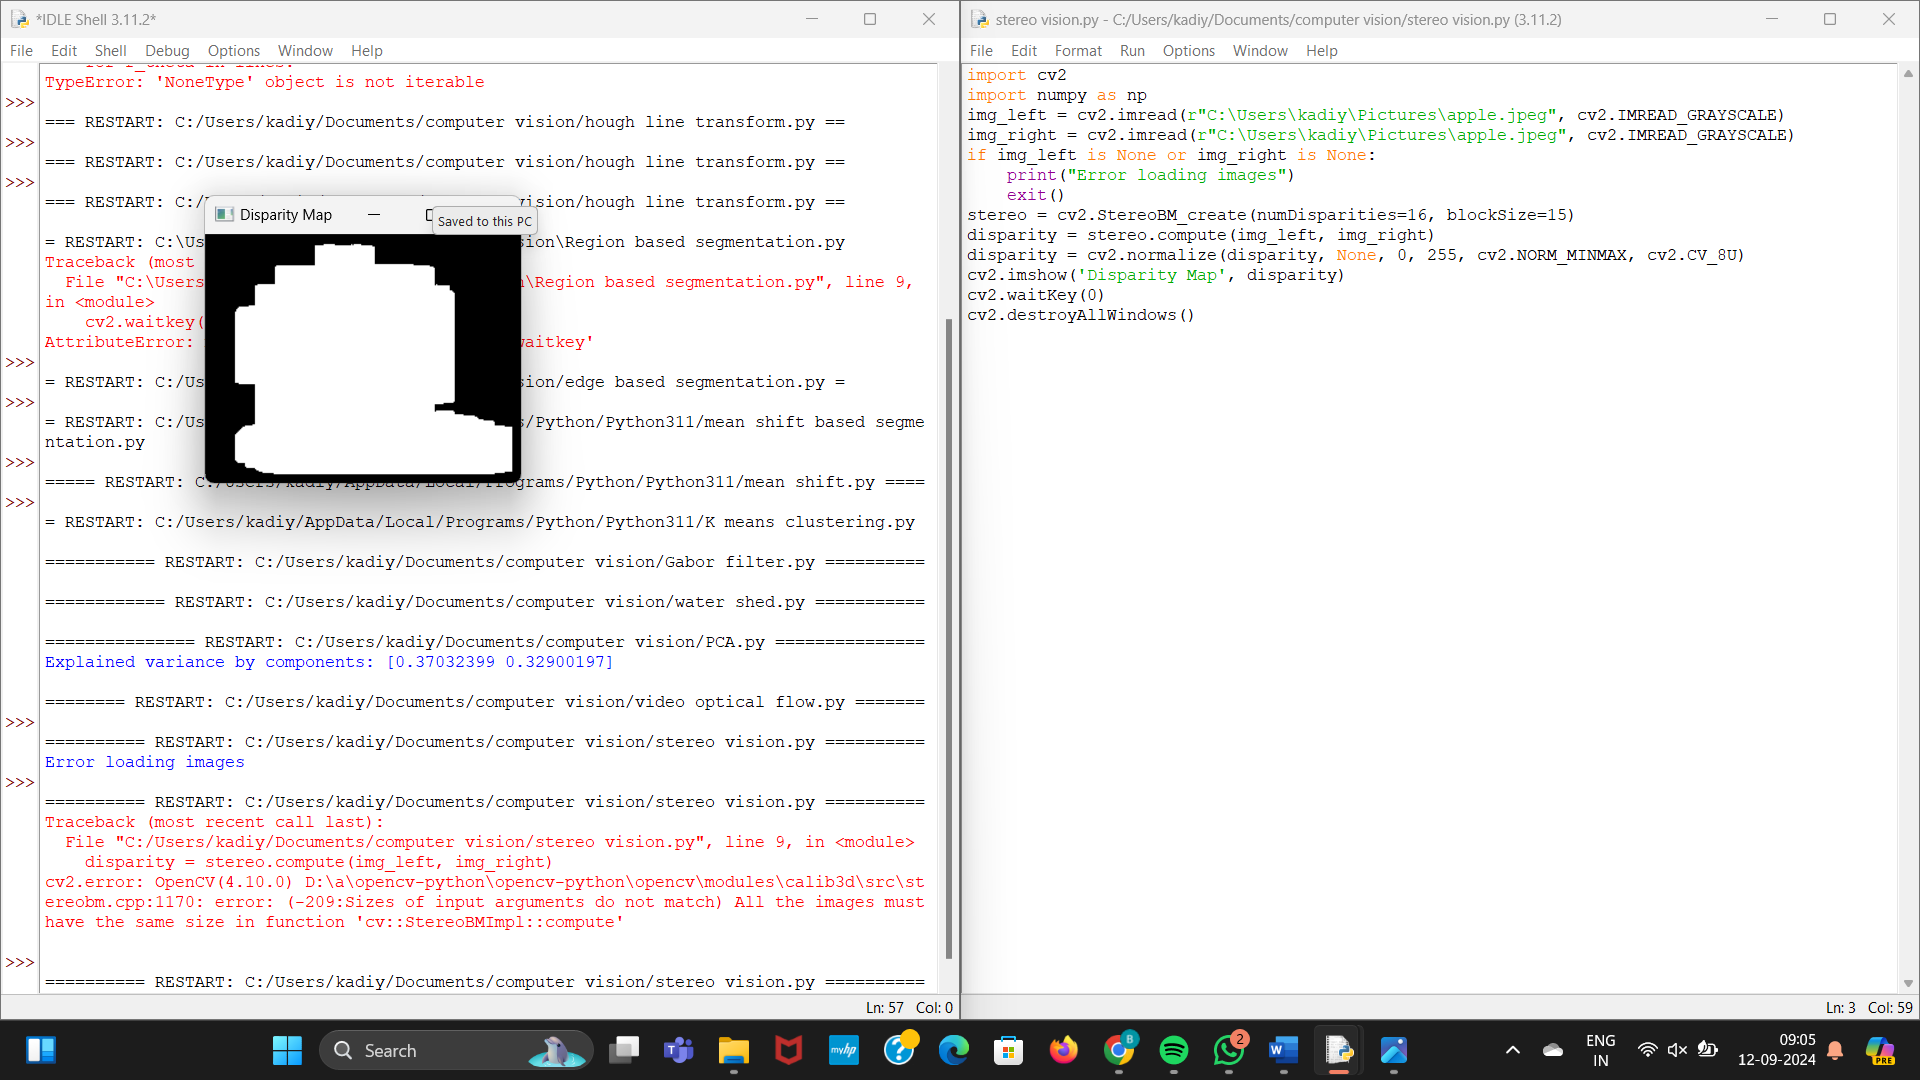 *IDLE Shell 3.11.2*
File Edit Shell Debug Options Window Help
TypeError: 'NoneType' object is not iterable
>>>
=== RESTART: C:/Users/kadiy/Documents/computer vision/hough line transform.py ==
>>>
=== RESTART: C:/Users/kadiy/Documents/computer vision/hough line transform.py ==
>>>
=== RESTART: C:/ vision/hough line transform.py ==
Disparity Map
Saved to this PC
= RESTART: C:\Us sion\Region based segmentation.py
Traceback (most
File "C:\Users n\Region based segmentation.py", line 9,
in <module>
cv2.waitkey(
AttributeError: waitkey'
>>>
= RESTART: C:/Us sion/edge based segmentation.py =
>>>
= RESTART: C:/Us s/Python/Python311/mean shift based segme
ntation.py
>>>
===== RESTART: C:/Users/kadiy/AppData/Local/Programs/Python/Python311/mean shift.py ====
>>>
= RESTART: C:/Users/kadiy/AppData/Local/Programs/Python/Python311/K means clustering.py
=========== RESTART: C:/Users/kadiy/Documents/computer vision/Gabor filter.py ==========
============ RESTART: C:/Users/kadiy/Documents/computer vision/water shed.py ===========
=============== RESTART: C:/Users/kadiy/Documents/computer vision/PCA.py ===============
Explained variance by components: [0.37032399 0.32900197]
======== RESTART: C:/Users/kadiy/Documents/computer vision/video optical flow.py =======
>>>
========== RESTART: C:/Users/kadiy/Documents/computer vision/stereo vision.py ==========
Error loading images
>>>
========== RESTART: C:/Users/kadiy/Documents/computer vision/stereo vision.py ==========
Traceback (most recent call last):
File "C:/Users/kadiy/Documents/computer vision/stereo vision.py", line 9, in <module>
disparity = stereo.compute(img_left, img_right)
cv2.error: OpenCV(4.10.0) D:\a\opencv-python\opencv-python\opencv\modules\calib3d\src\st
ereobm.cpp:1170: error: (-209:Sizes of input arguments do not match) All the images must
have the same size in function 'cv::StereoBMImpl::compute'
>>>
========== RESTART: C:/Users/kadiy/Documents/computer vision/stereo vision.py ==========
Ln: 57 Col: 0
stereo vision.py - C:/Users/kadiy/Documents/computer vision/stereo vision.py (3.11.2)
File Edit Format Run Options Window Help
import cv2
import numpy as np
img_left = cv2.imread(r"C:\Users\kadiy\Pictures\apple.jpeg", cv2.IMREAD_GRAYSCALE)
img_right = cv2.imread(r"C:\Users\kadiy\Pictures\apple.jpeg", cv2.IMREAD_GRAYSCALE)
if img_left is None or img_right is None:
print("Error loading images")
exit()
stereo = cv2.StereoBM_create(numDisparities=16, blockSize=15)
disparity = stereo.compute(img_left, img_right)
disparity = cv2.normalize(disparity, None, 0, 255, cv2.NORM_MINMAX, cv2.CV_8U)
cv2.imshow('Disparity Map', disparity)
cv2.waitKey(0)
cv2.destroyAllWindows()
Ln: 3 Col: 59
Search
myhp
B
2
W
ENG
IN
09:05
12-09-2024
PRE